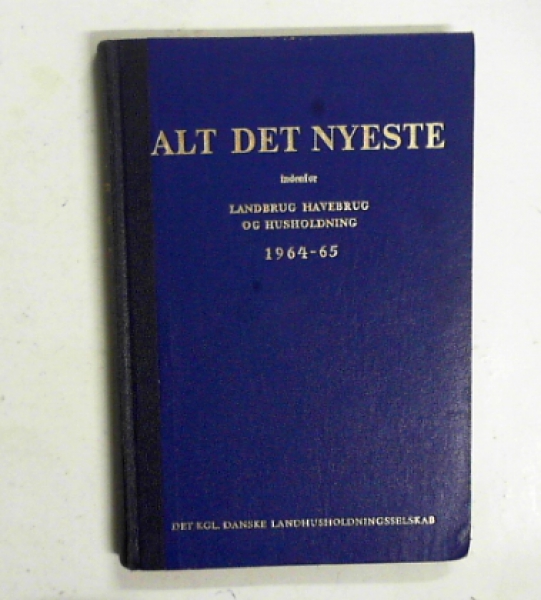 ALT DET NYESTE
indenfor
LANDBRUG HAVEBRUG
OG HUSHOLDNING
1964-65
DET KGL. DANSKE LANDHUSHOLDNINGSSELSKAB